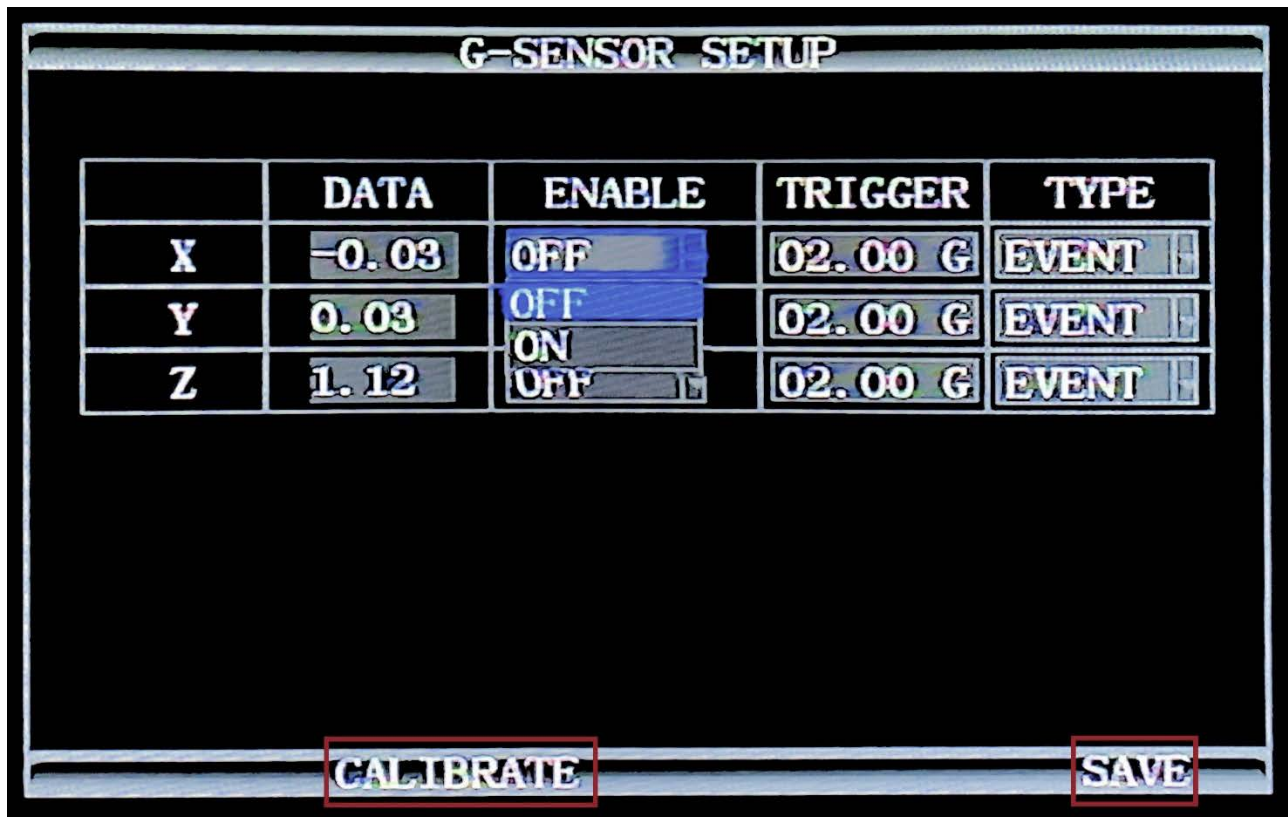 G-SENSOR SETUP
DATA ENABLE TRIGGER TYPE
X -0.03 OFF 02.00 G EVENT
Y 0.03 OFF 02.00 G EVENT
ON
Z 1.12 OFF 02.00 G EVENT
CALIBRATE SAVE